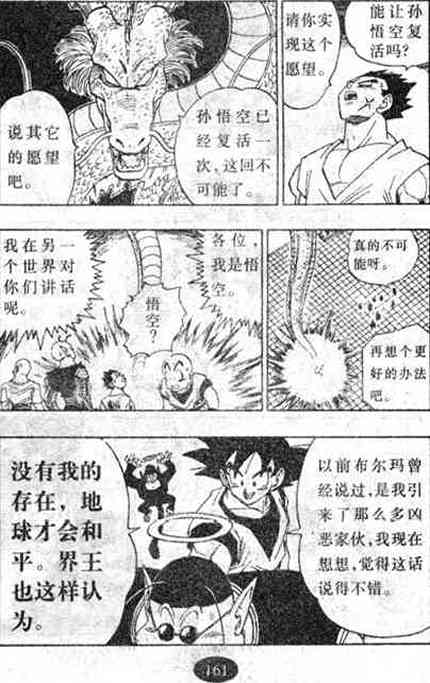 能让孙
悟空复
活吗?
请你实
现这个
愿望。
孙悟空已
经复活一
次,这回不
可能了。
说其它
的愿望
吧。
真的不可
能呀。
再想个更
好的办法
吧。
各位,
我是悟
空。
悟空?
我在另一
个世界对
你们讲话
呢。
以前布尔玛曾
经说过,是我引
来了那么多凶
恶家伙,我现在
想想,觉得这话
说得不错。
没有我的
存在,地
球才会和
平。界王
也这样认
为。
161